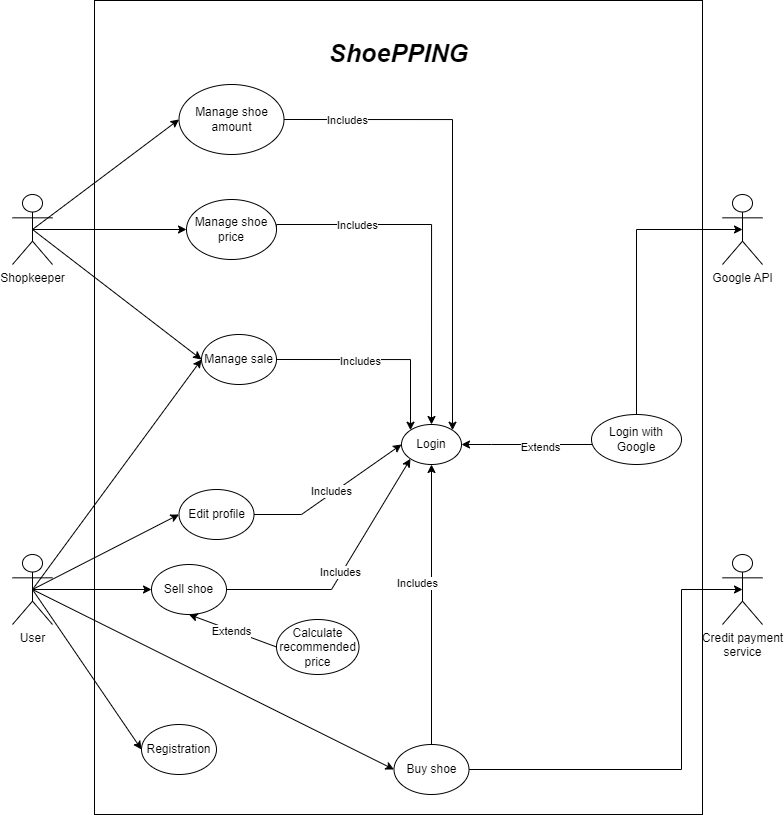 ShoePPING
Manage shoe
amount
Includes
Manage shoe
price
Includes
Shopkeeper
Google API
Manage sale
Includes
Login
Extends
Login with
Google
Includes
Edit profile
Includes
Sell shoe
Includes
Extends
Calculate
recommended
price
User
Credit payment
service
Registration
Buy shoe